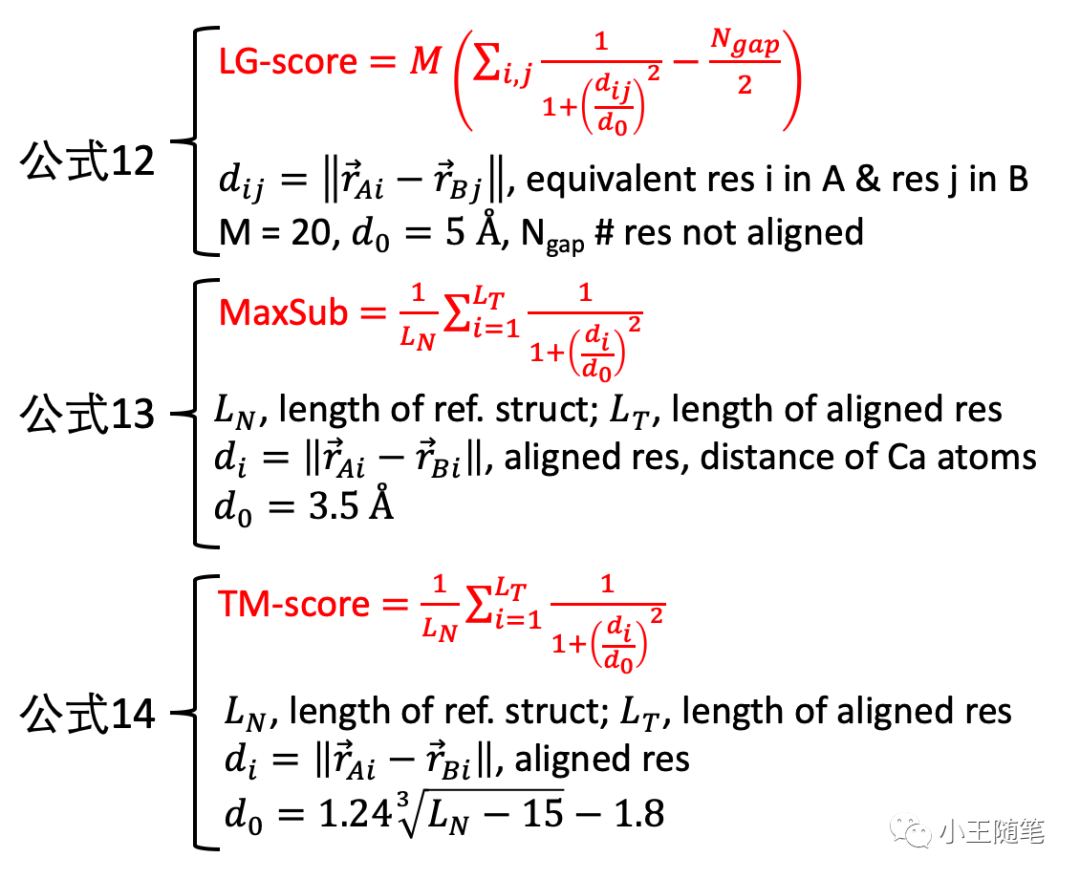 公式12
LG-score = $M\left(\sum_{i,j} \frac{1}{1+\left(\frac{d_{ij}}{d_0}\right)^2} - \frac{N_{gap}}{2}\right)$
$d_{ij} = \|\vec{r}_{Ai} - \vec{r}_{Bj}\|$, equivalent res i in A & res j in B
M = 20, $d_0 = 5$ Å, N$_{gap}$ # res not aligned
公式13
MaxSub = $\frac{1}{L_N}\sum_{i=1}^{L_T} \frac{1}{1+\left(\frac{d_i}{d_0}\right)^2}$
$L_N$, length of ref. struct; $L_T$, length of aligned res
$d_i = \|\vec{r}_{Ai} - \vec{r}_{Bi}\|$, aligned res, distance of Ca atoms
$d_0 = 3.5$ Å
公式14
TM-score = $\frac{1}{L_N}\sum_{i=1}^{L_T} \frac{1}{1+\left(\frac{d_i}{d_0}\right)^2}$
$L_N$, length of ref. struct; $L_T$, length of aligned res
$d_i = \|\vec{r}_{Ai} - \vec{r}_{Bi}\|$, aligned res
$d_0 = 1.24\sqrt[3]{L_N - 15} - 1.8$
小王随笔